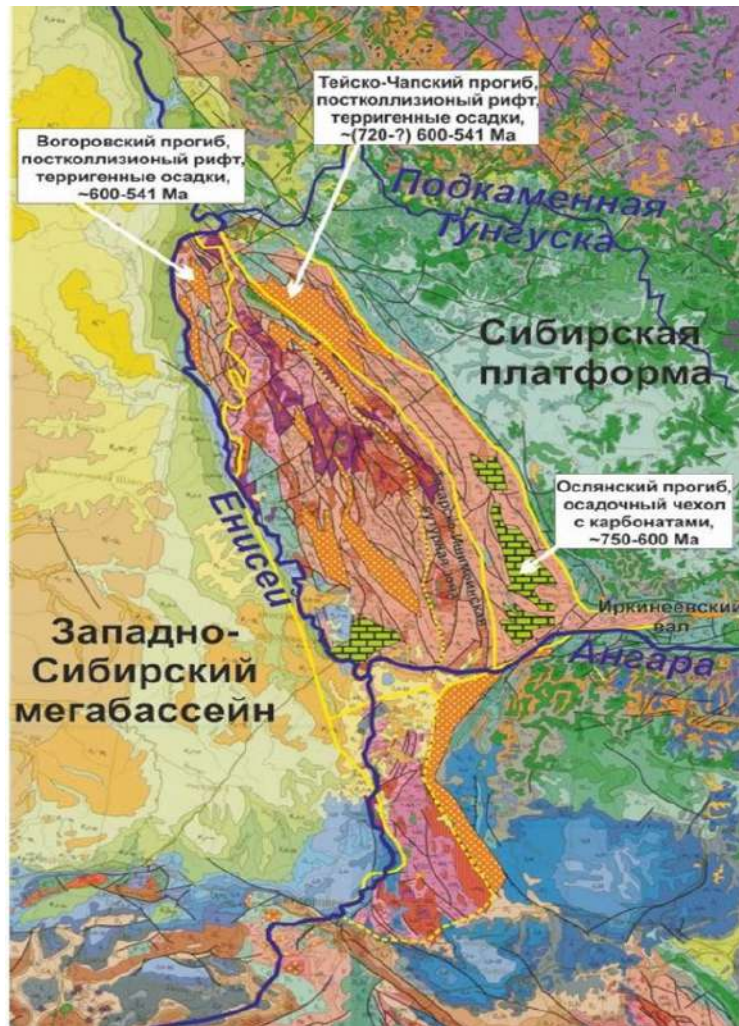 Тейско-Чапский прогиб,
постколлизионый рифт,
терригенные осадки,
~(720-?) 600-541 Ma
Вогоровский прогиб,
постколлизионый рифт,
терригенные осадки,
~600-541 Ma
Подкаменная
Тунгуска
Сибирская
платформа
Ослянский прогиб,
осадочный чехол
с карбонатами,
~750-600 Ma
Енисей
Иркинеевский
вал
Ангара
Западно-
Сибирский
мегабассейн